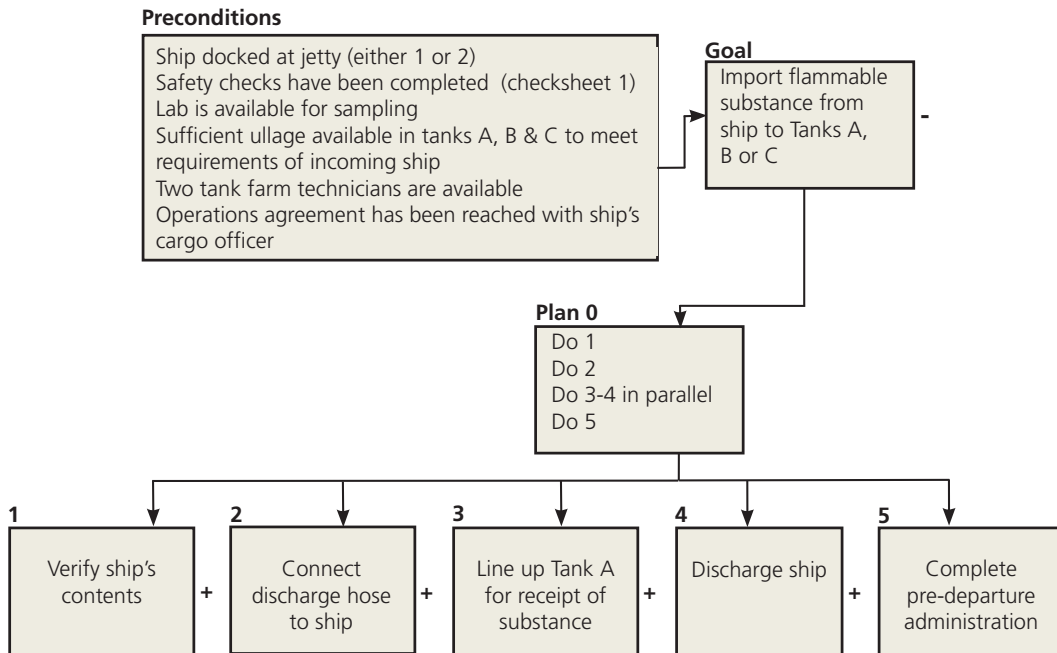 Preconditions
Ship docked at jetty (either 1 or 2)
Safety checks have been completed (checksheet 1)
Lab is available for sampling
Sufficient ullage available in tanks A, B & C to meet
requirements of incoming ship
Two tank farm technicians are available
Operations agreement has been reached with ship's
cargo officer
Goal
Import flammable
substance from
ship to Tanks A,
B or C
-
Plan 0
Do 1
Do 2
Do 3-4 in parallel
Do 5
1
Verify ship's
contents
+
2
Connect
discharge hose
to ship
+
3
Line up Tank A
for receipt of
substance
+
4
Discharge ship
+
5
Complete
pre-departure
administration
+